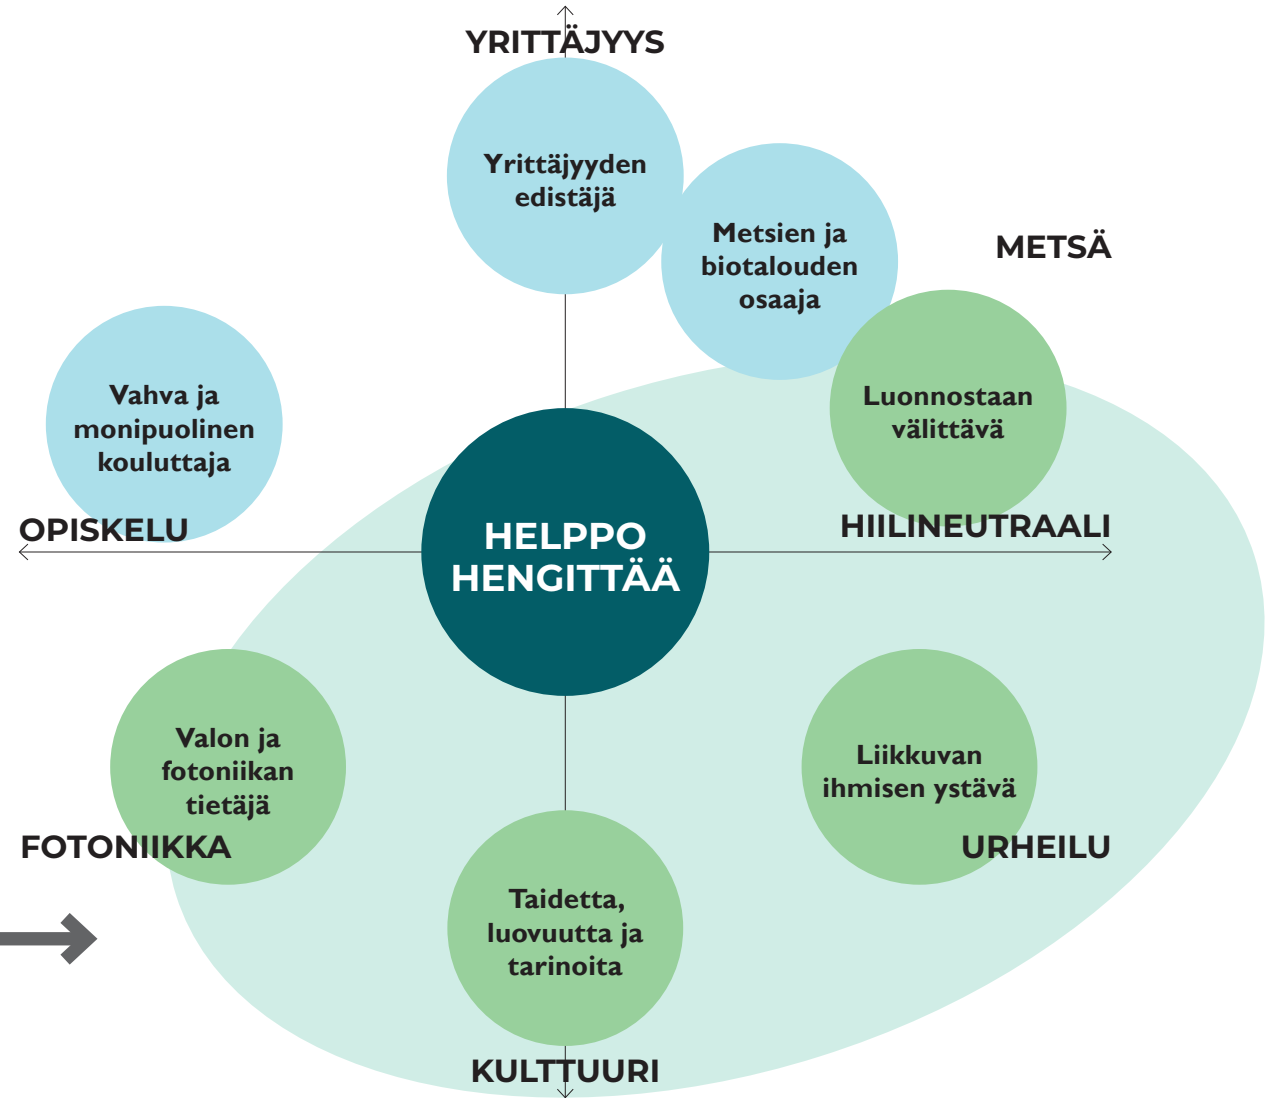 YRITTÄJYYS
Yrittäjyyden
edistäjä
Metsien ja
biotalouden
osaaja
METSÄ
Luonnostaan
välittävä
Vahva ja
monipuolinen
kouluttaja
OPISKELU
HELPPO
HENGITTÄÄ
HIILINEUTRAALI
Valon ja
fotoniikan
tietäjä
FOTONIIKKA
Liikkuvan
ihmisen ystävä
URHEILU
Taidetta,
luovuutta ja
tarinoita
KULTTUURI